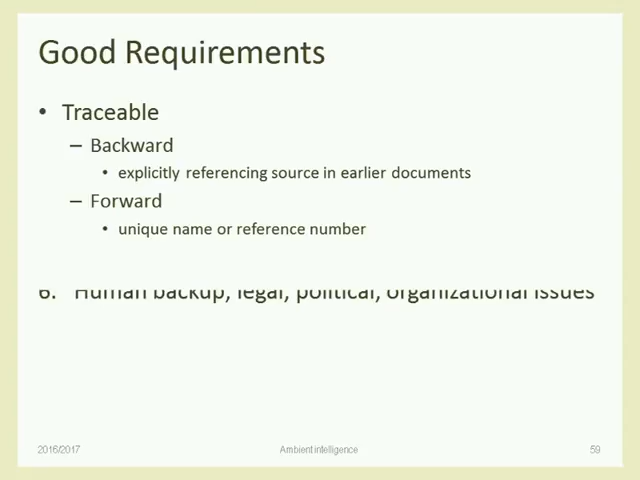 Good Requirements
• Traceable
– Backward
• explicitly referencing source in earlier documents
– Forward
• unique name or reference number
6. Human backup, legal, political, organizational issues
2016/2017 Ambient intelligence 59